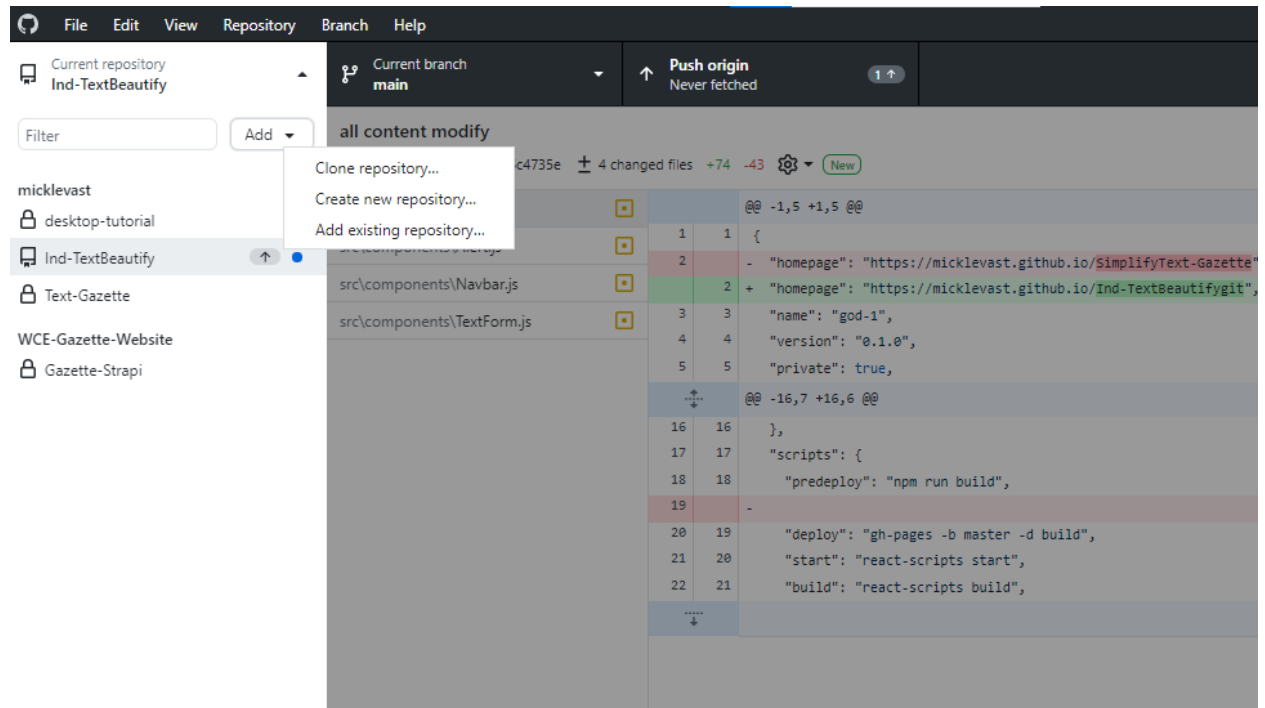 File Edit View Repository Branch Help
Current repository
Ind-TextBeautify
Current branch
main
Push origin
Never fetched
1
Filter
Add
Clone repository...
Create new repository...
Add existing repository...
micklevast
desktop-tutorial
Ind-TextBeautify
Text-Gazette
WCE-Gazette-Website
Gazette-Strapi
all content modify
c4735e 4 changed files +74 -43 New
src\components\Navbar.js
src\components\TextForm.js
@@ -1,5 +1,5 @@
1 1 {
2 - "homepage": "https://micklevast.github.io/SimplifyText-Gazette"
2 + "homepage": "https://micklevast.github.io/Ind-TextBeautifygit",
3 3 "name": "god-1",
4 4 "version": "0.1.0",
5 5 "private": true,
@@ -16,7 +16,6 @@
16 16 },
17 17 "scripts": {
18 18 "predeploy": "npm run build",
19 -
20 19 "deploy": "gh-pages -b master -d build",
21 20 "start": "react-scripts start",
22 21 "build": "react-scripts build",